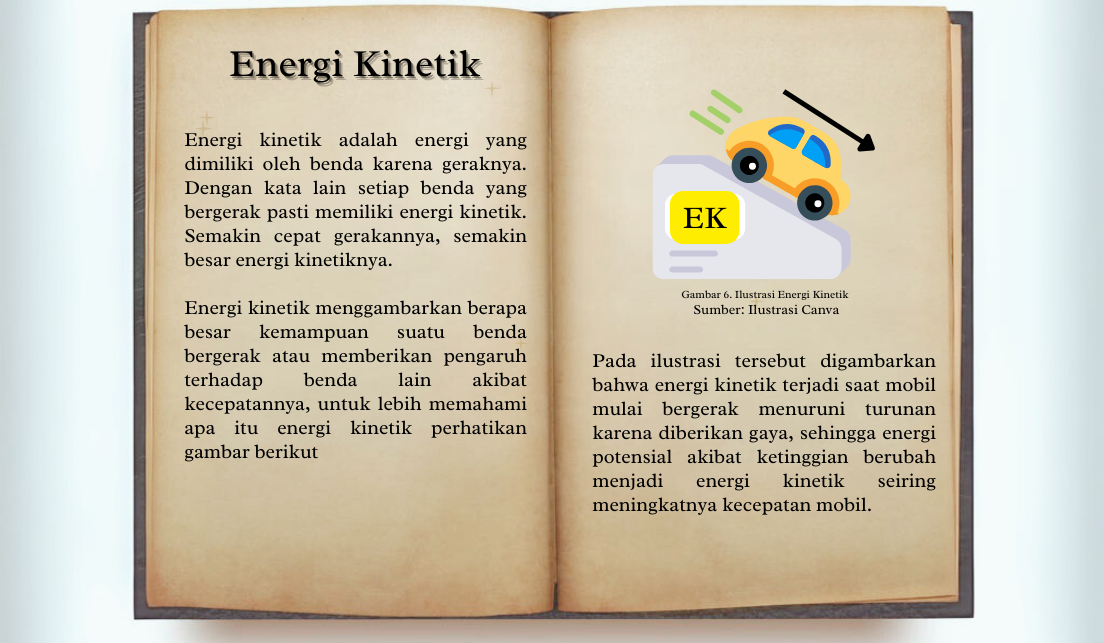 Energi Kinetik
Energi kinetik adalah energi yang
dimiliki oleh benda karena geraknya.
Dengan kata lain setiap benda yang
bergerak pasti memiliki energi kinetik.
Semakin cepat gerakannya, semakin
besar energi kinetiknya.
Energi kinetik menggambarkan berapa
besar kemampuan suatu benda
bergerak atau memberikan pengaruh
terhadap benda lain akibat
kecepatannya, untuk lebih memahami
apa itu energi kinetik perhatikan
gambar berikut
EK
Gambar 6. Ilustrasi Energi Kinetik
Sumber: Ilustrasi Canva
Pada ilustrasi tersebut digambarkan
bahwa energi kinetik terjadi saat mobil
mulai bergerak menuruni turunan
karena diberikan gaya, sehingga energi
potensial akibat ketinggian berubah
menjadi energi kinetik seiring
meningkatnya kecepatan mobil.